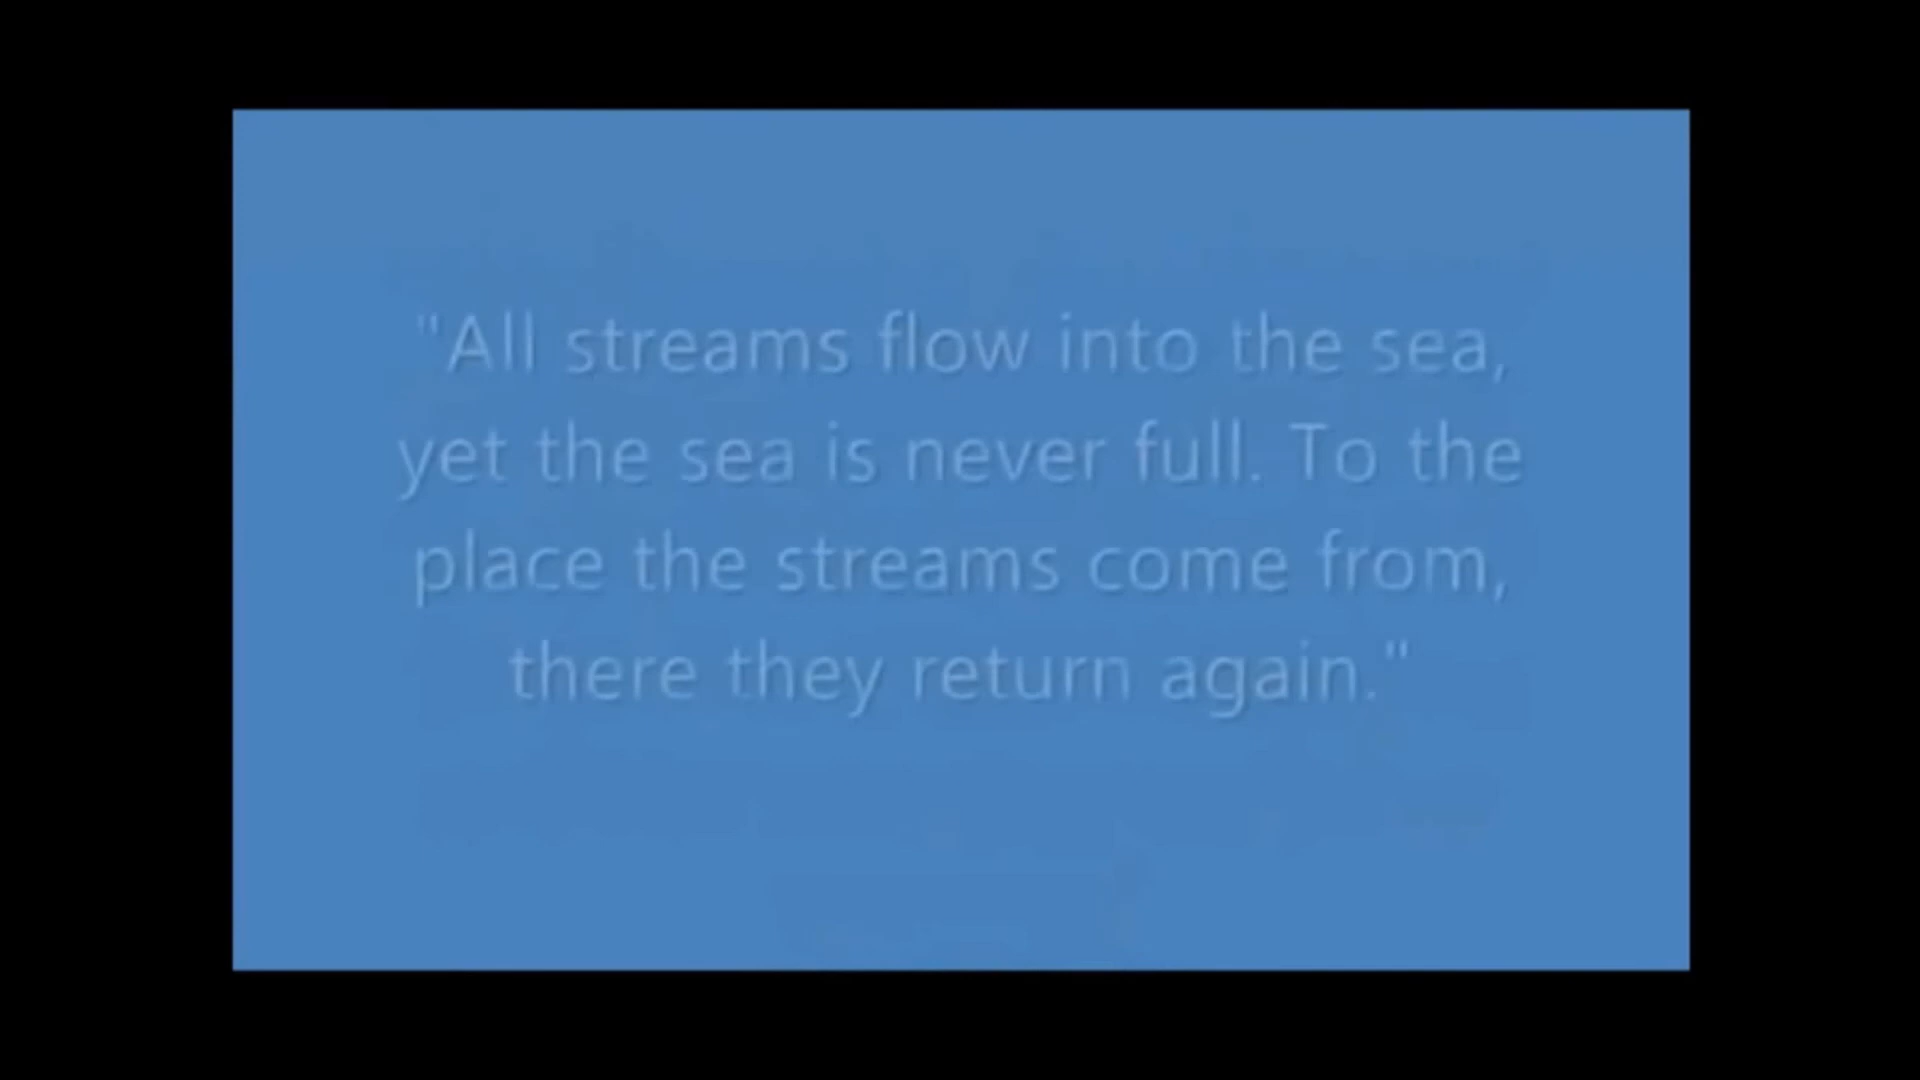 "All streams flow into the sea,
yet the sea is never full. To the
place the streams come from,
there they return again."